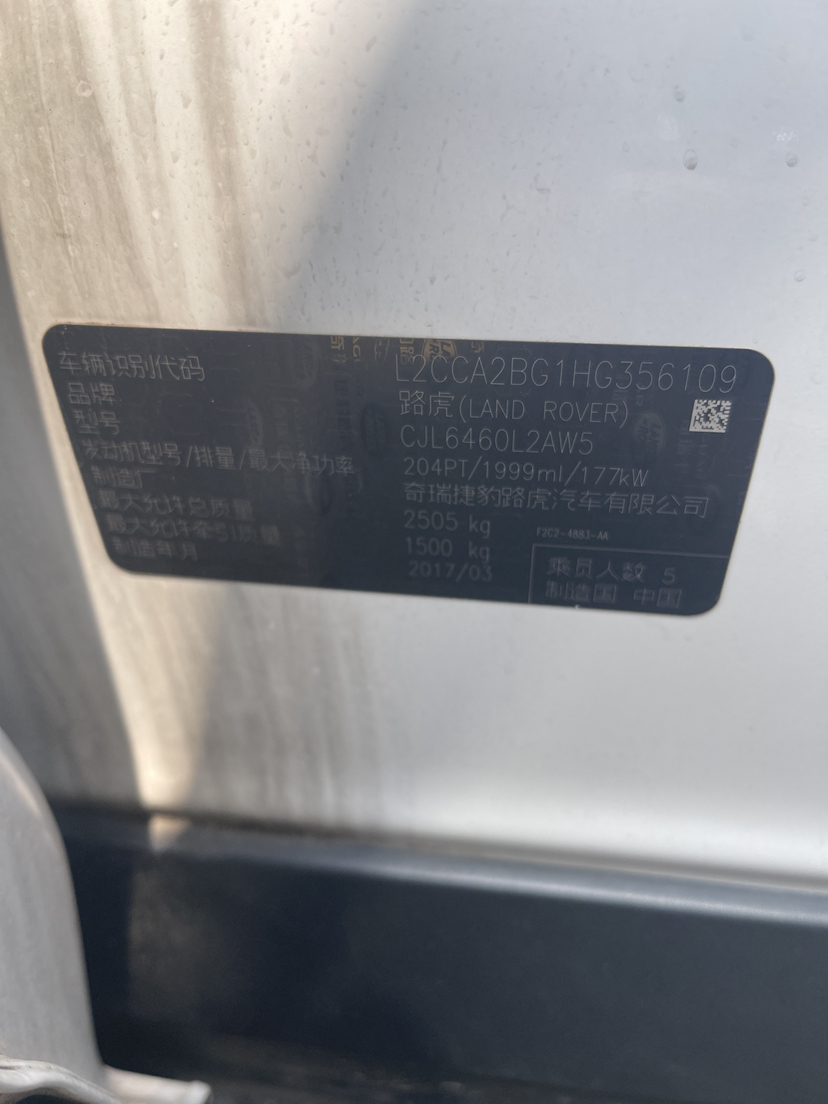 车辆识别代码 L2CCA2BG1HG356109
品牌 路虎(LAND ROVER)
型号 CJL6460L2AW5
发动机型号/排量/最大净功率 204PT/1999ml/177kW
制造厂 奇瑞捷豹路虎汽车有限公司
最大允许总质量 2505 kg
F2C2-4883-AA
最大允许牵引质量 1500 kg
制造年月 2017/03
乘员人数 5
制造国 中国